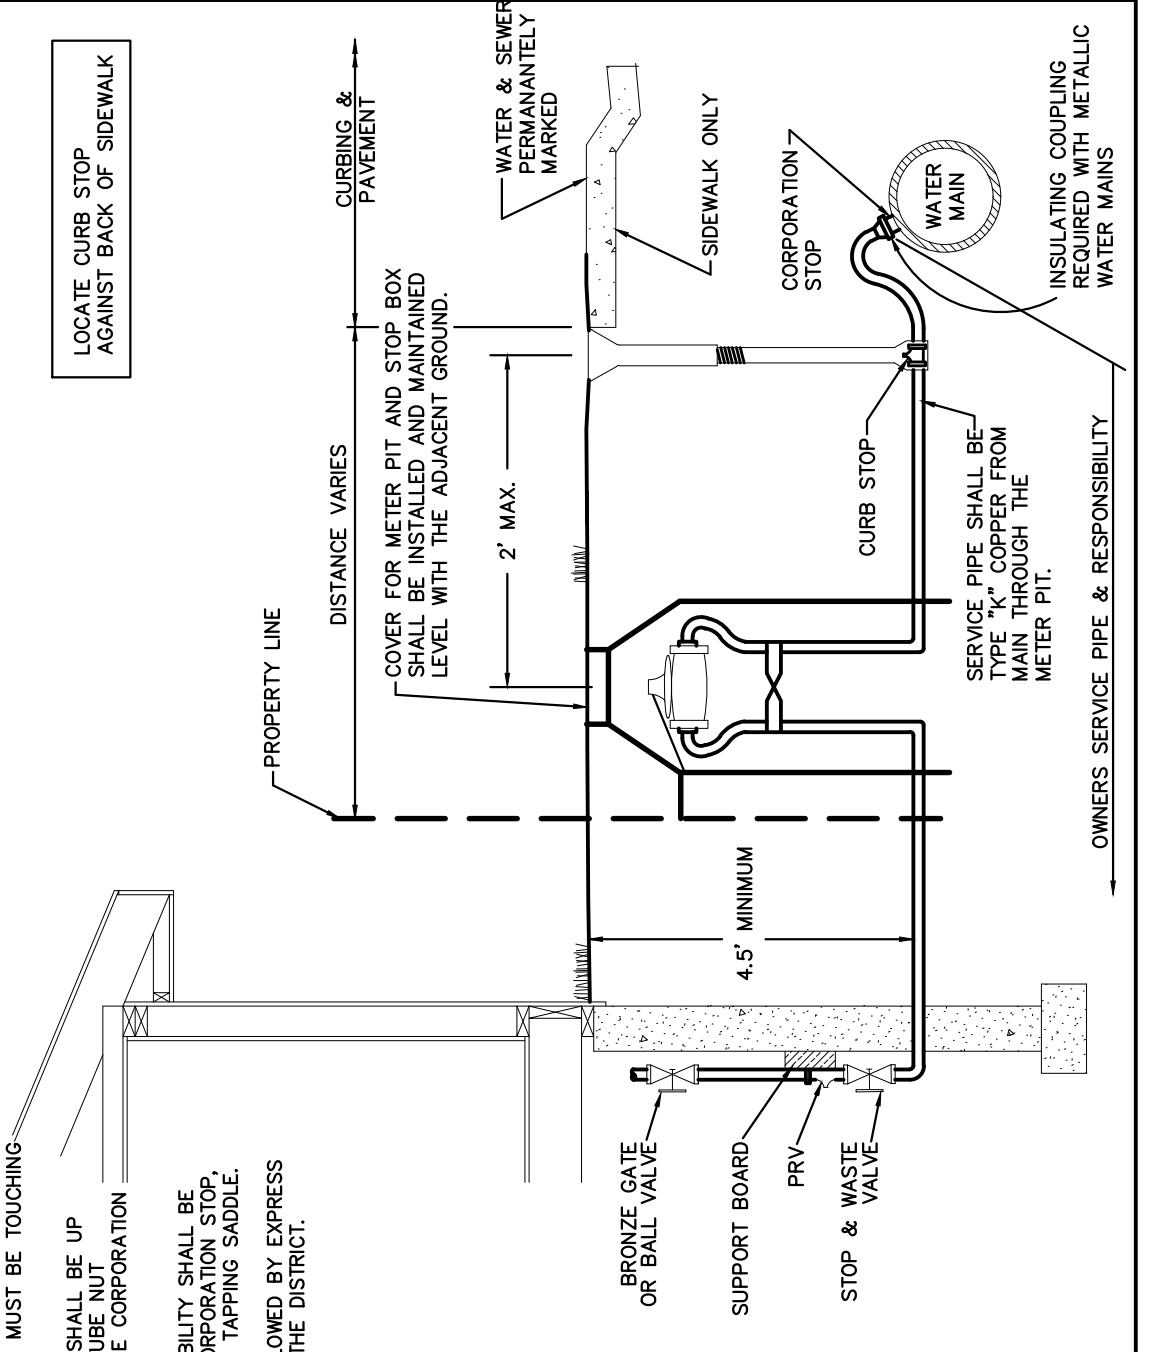 LOCATE CURB STOP
AGAINST BACK OF SIDEWALK
CURBING &
PAVEMENT
DISTANCE VARIES
PROPERTY LINE
WATER & SEWER
PERMANANTELY
MARKED
COVER FOR METER PIT AND STOP BOX
SHALL BE INSTALLED AND MAINTAINED
LEVEL WITH THE ADJACENT GROUND.
2' MAX.
SIDEWALK ONLY
CORPORATION
STOP
WATER
MAIN
INSULATING COUPLING
REQUIRED WITH METALLIC
WATER MAINS
CURB STOP
SERVICE PIPE SHALL BE
TYPE "K" COPPER FROM
MAIN THROUGH THE
METER PIT.
OWNERS SERVICE PIPE & RESPONSIBILITY
4.5' MINIMUM
BRONZE GATE
OR BALL VALVE
SUPPORT BOARD
PRV
STOP & WASTE
VALVE
MUST BE TOUCHING
SHALL BE UP
UBE NUT
E CORPORATION
BILITY SHALL BE
ORPORATION STOP,
TAPPING SADDLE.
LOWED BY EXPRESS
THE DISTRICT.